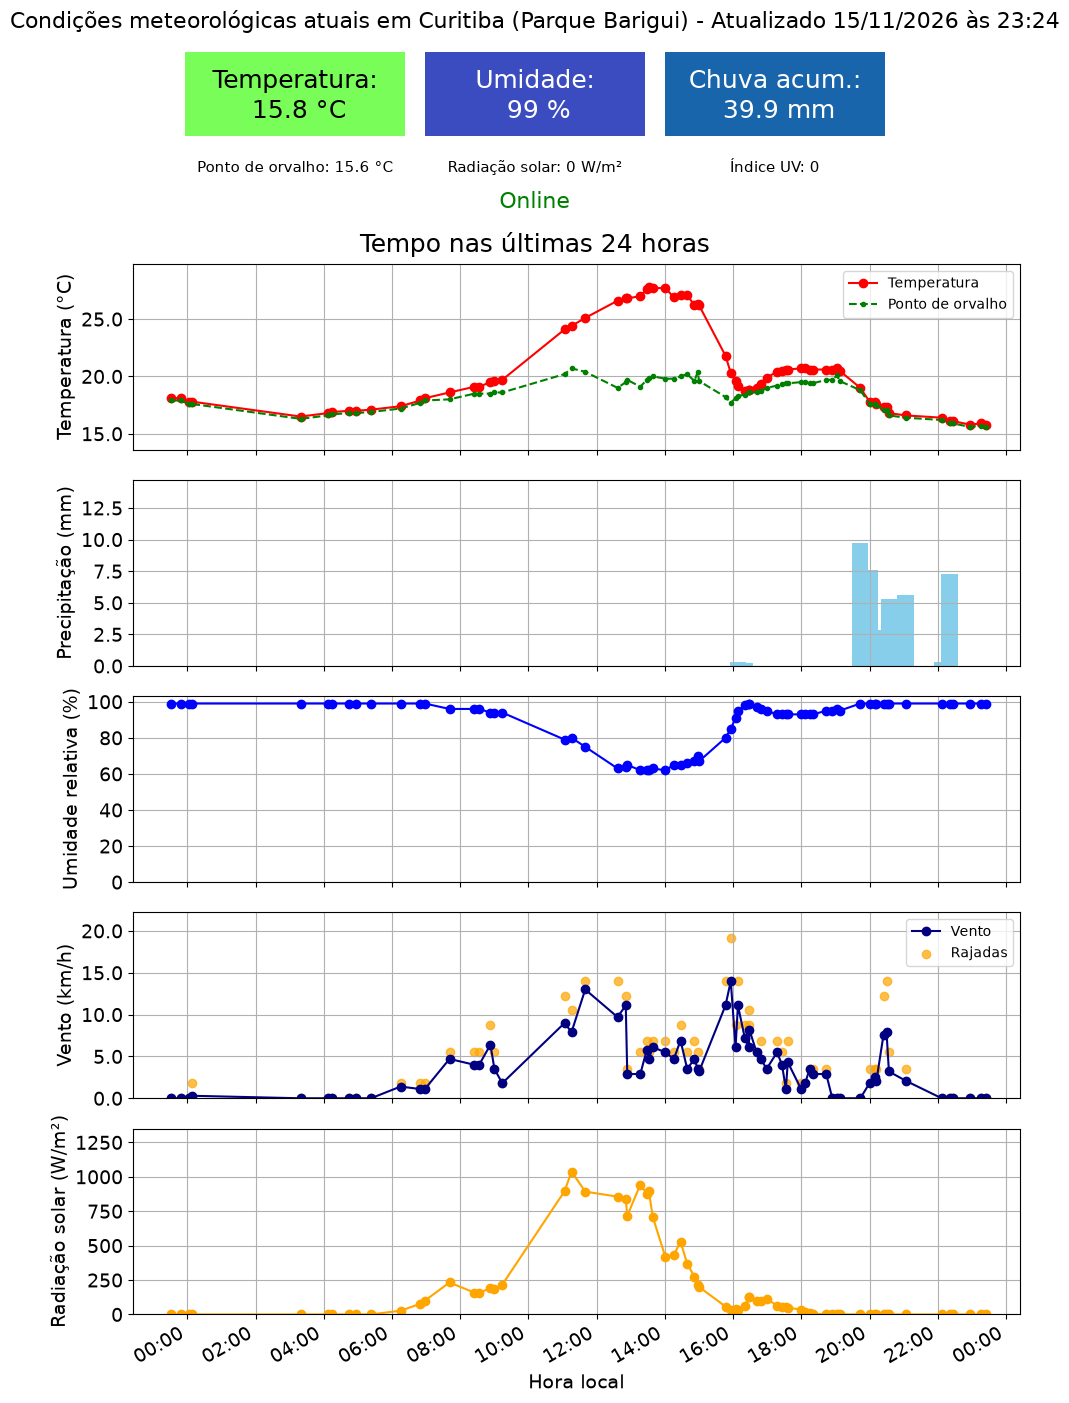 Condições meteorológicas atuais em Curitiba (Parque Barigui) - Atualizado 15/11/2026 às 23:24
Temperatura:
15.8 °C
Umidade:
99 %
Chuva acum.:
39.9 mm
Ponto de orvalho: 15.6 °C
Radiação solar: 0 W/m²
Índice UV: 0
Online
Tempo nas últimas 24 horas
Temperatura (°C)
25.0
20.0
15.0
Temperatura
Ponto de orvalho
Precipitação (mm)
12.5
10.0
7.5
5.0
2.5
0.0
Umidade relativa (%)
100
80
60
40
20
0
Vento (km/h)
20.0
15.0
10.0
5.0
0.0
Vento
Rajadas
Radiação solar (W/m²)
1250
1000
750
500
250
0
00:00 02:00 04:00 06:00 08:00 10:00 12:00 14:00 16:00 18:00 20:00 22:00 00:00
Hora local